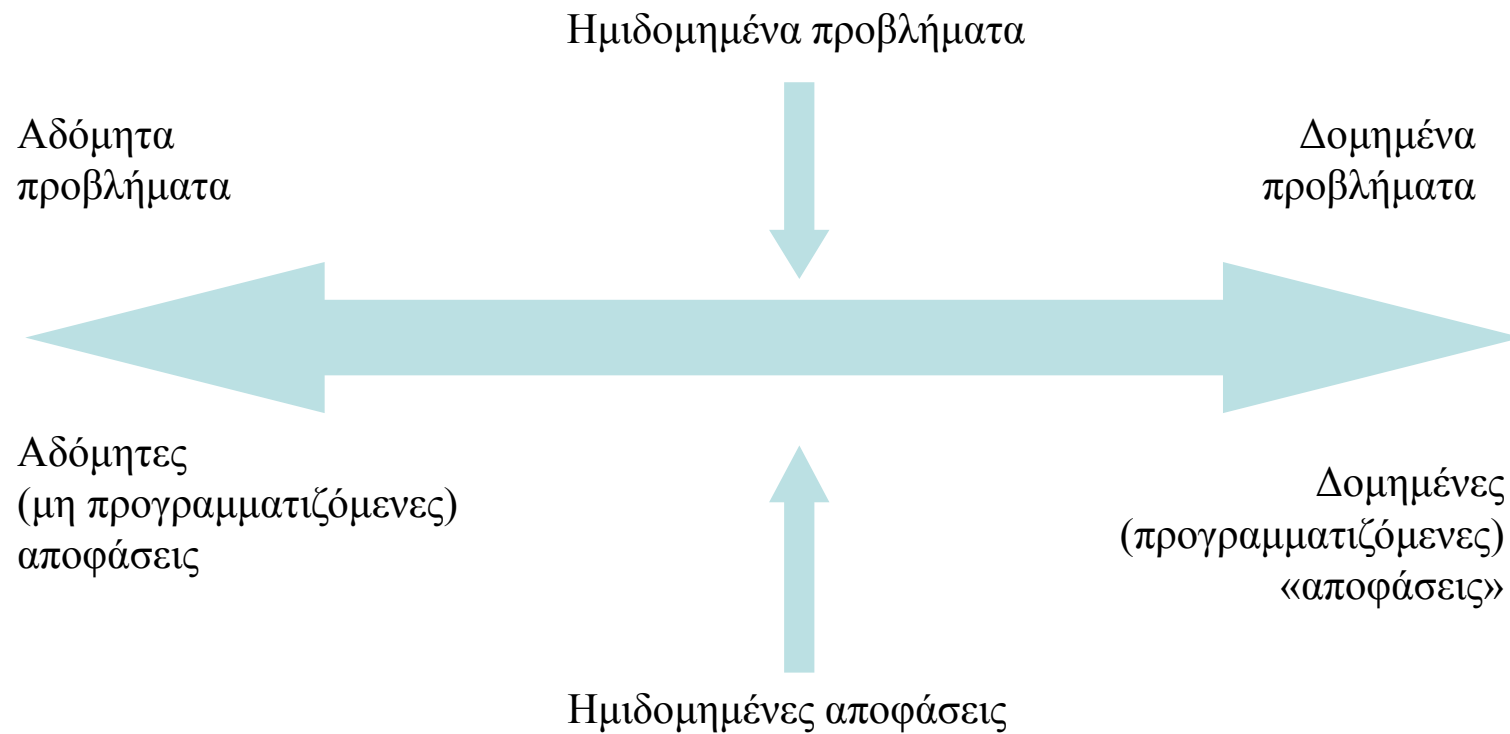 Ημιδομημένα προβλήματα
Αδόμητα
προβλήματα
Δομημένα
προβλήματα
Αδόμητες
(μη προγραμματιζόμενες)
αποφάσεις
Δομημένες
(προγραμματιζόμενες)
«αποφάσεις»
Ημιδομημένες αποφάσεις